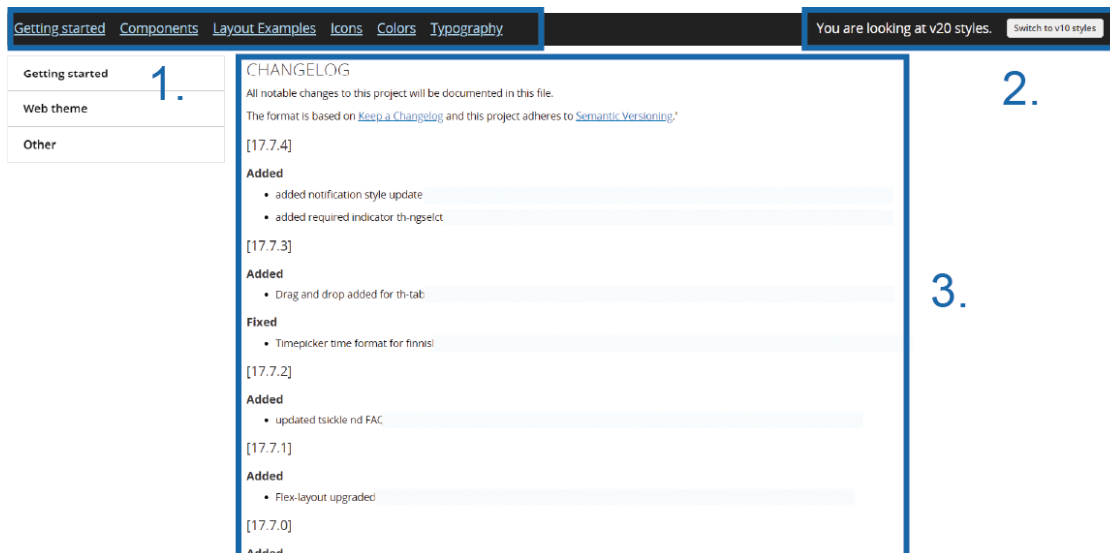 Getting started Components Layout Examples Icons Colors Typography
You are looking at v20 styles. Switch to v10 styles
1.
2.
3.
Getting started
Web theme
Other
CHANGELOG
All notable changes to this project will be documented in this file.
The format is based on Keep a Changelog and this project adheres to Semantic Versioning."
[17.7.4]
Added
• added notification style update
• added required indicator th-ngselct
[17.7.3]
Added
• Drag and drop added for th-tab
Fixed
• Timepicker time format for
[17.7.2]
Added
• updated tsickle nd
[17.7.1]
Added
• Flex-layout upgraded
[17.7.0]
Added